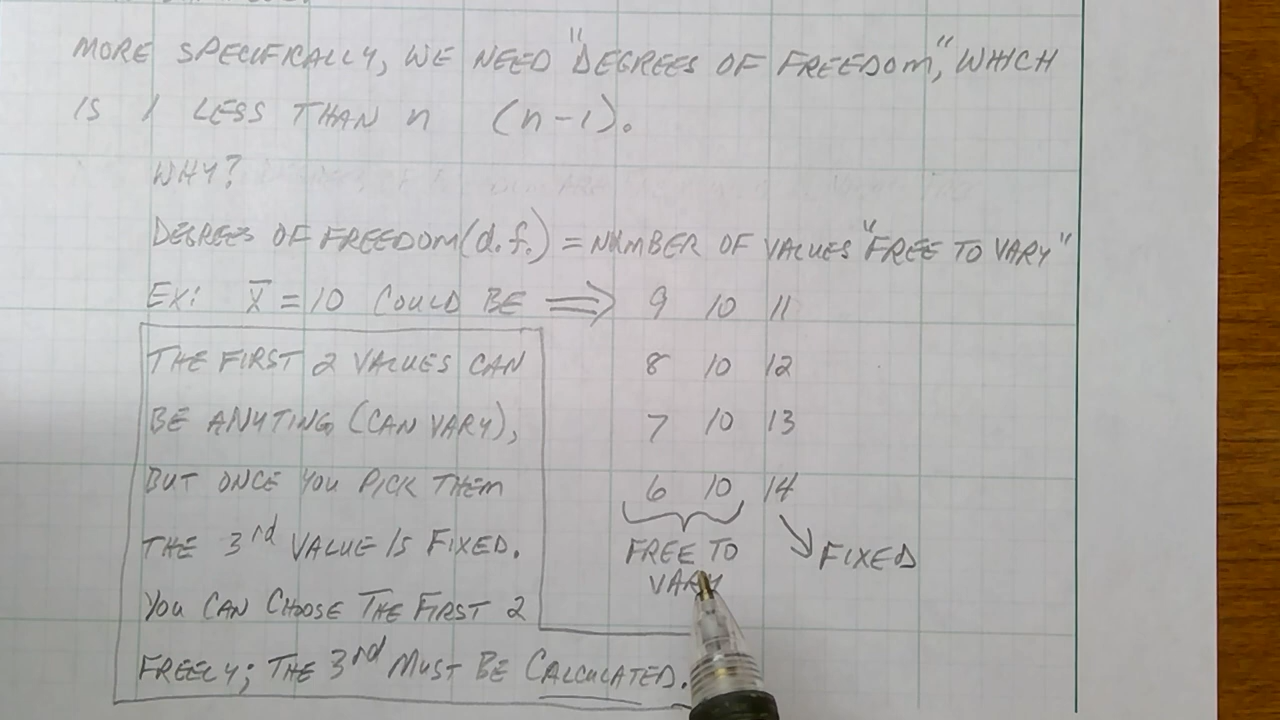 MORE SPECIFICALLY, WE NEED "DEGREES OF FREEDOM," WHICH
IS 1 LESS THAN n (n-1).
WHY?
DEGREES OF FREEDOM (d.f.) = NUMBER OF VALUES "FREE TO VARY"
EX: X̄ = 10 COULD BE ⟹ 9 10 11
THE FIRST 2 VALUES CAN 8 10 12
BE ANYTING (CAN VARY), 7 10 13
BUT ONCE YOU PICK THEM 6 10 14
THE 3rd VALUE IS FIXED. FREE TO FIXED
VARY
YOU CAN CHOOSE THE FIRST 2
FREELY; THE 3rd MUST BE CALCULATED.